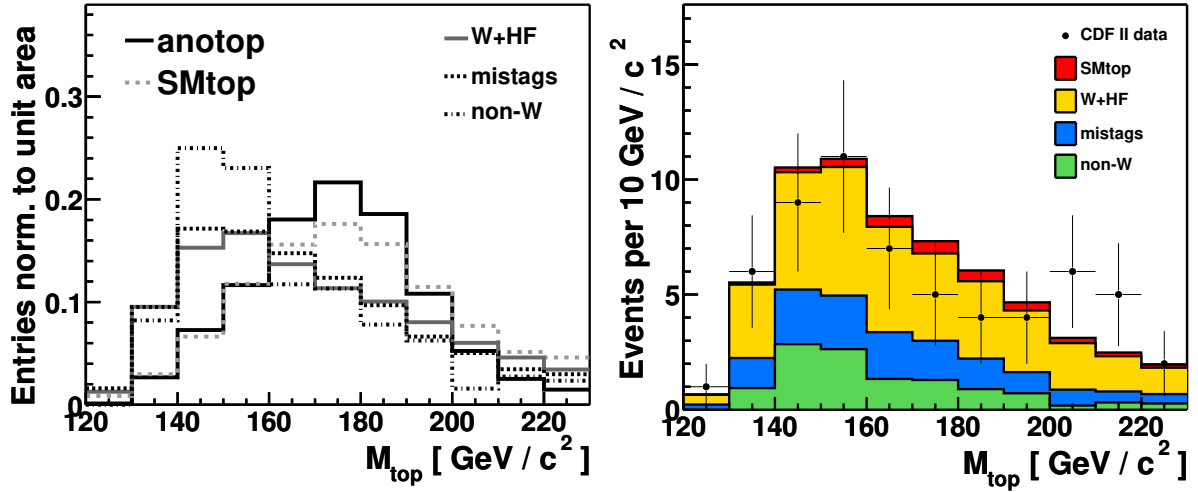 Entries norm. to unit area
0.3
0.2
0.1
0
anotop
SMtop
W+HF
mistags
non-W
120 140 160 180 200 220
M_top [ GeV / c^2 ]
Events per 10 GeV / c^2
15
10
5
0
CDF II data
SMtop
W+HF
mistags
non-W
120 140 160 180 200 220
M_top [ GeV / c^2 ]